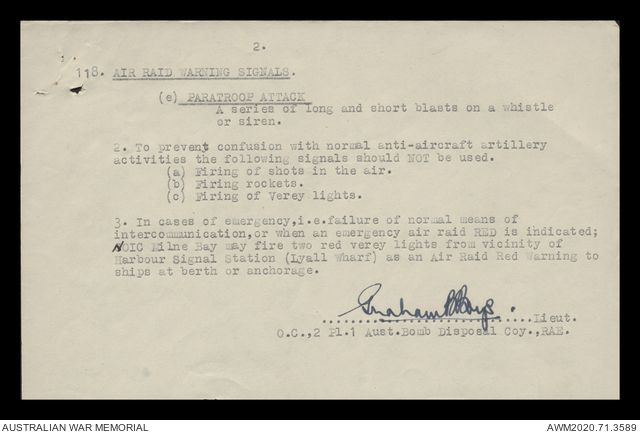 2.
118. AIR RAID WARNING SIGNALS.
(e) PARATROOP ATTACK
A series of long and short blasts on a whistle
or siren.
2. To prevent confusion with normal anti-aircraft artillery
activities the following signals should NOT be used.
(a) Firing of shots in the air.
(b) Firing rockets.
(c) Firing of Verey lights.
3. In cases of emergency,i.e.failure of normal means of
intercommunication,or when an emergency air raid RED is indicated;
NOIC Milne Bay may fire two red verey lights from vicinity of
Harbour Signal Station (Lyall Wharf) as an Air Raid Red Warning to
ships at berth or anchorage.
Graham
..............................Lieut.
O.C.,2 Pl.1 Aust.Bomb Disposal Coy.,RAE.
AUSTRALIAN WAR MEMORIAL
AWM2020.71.3589